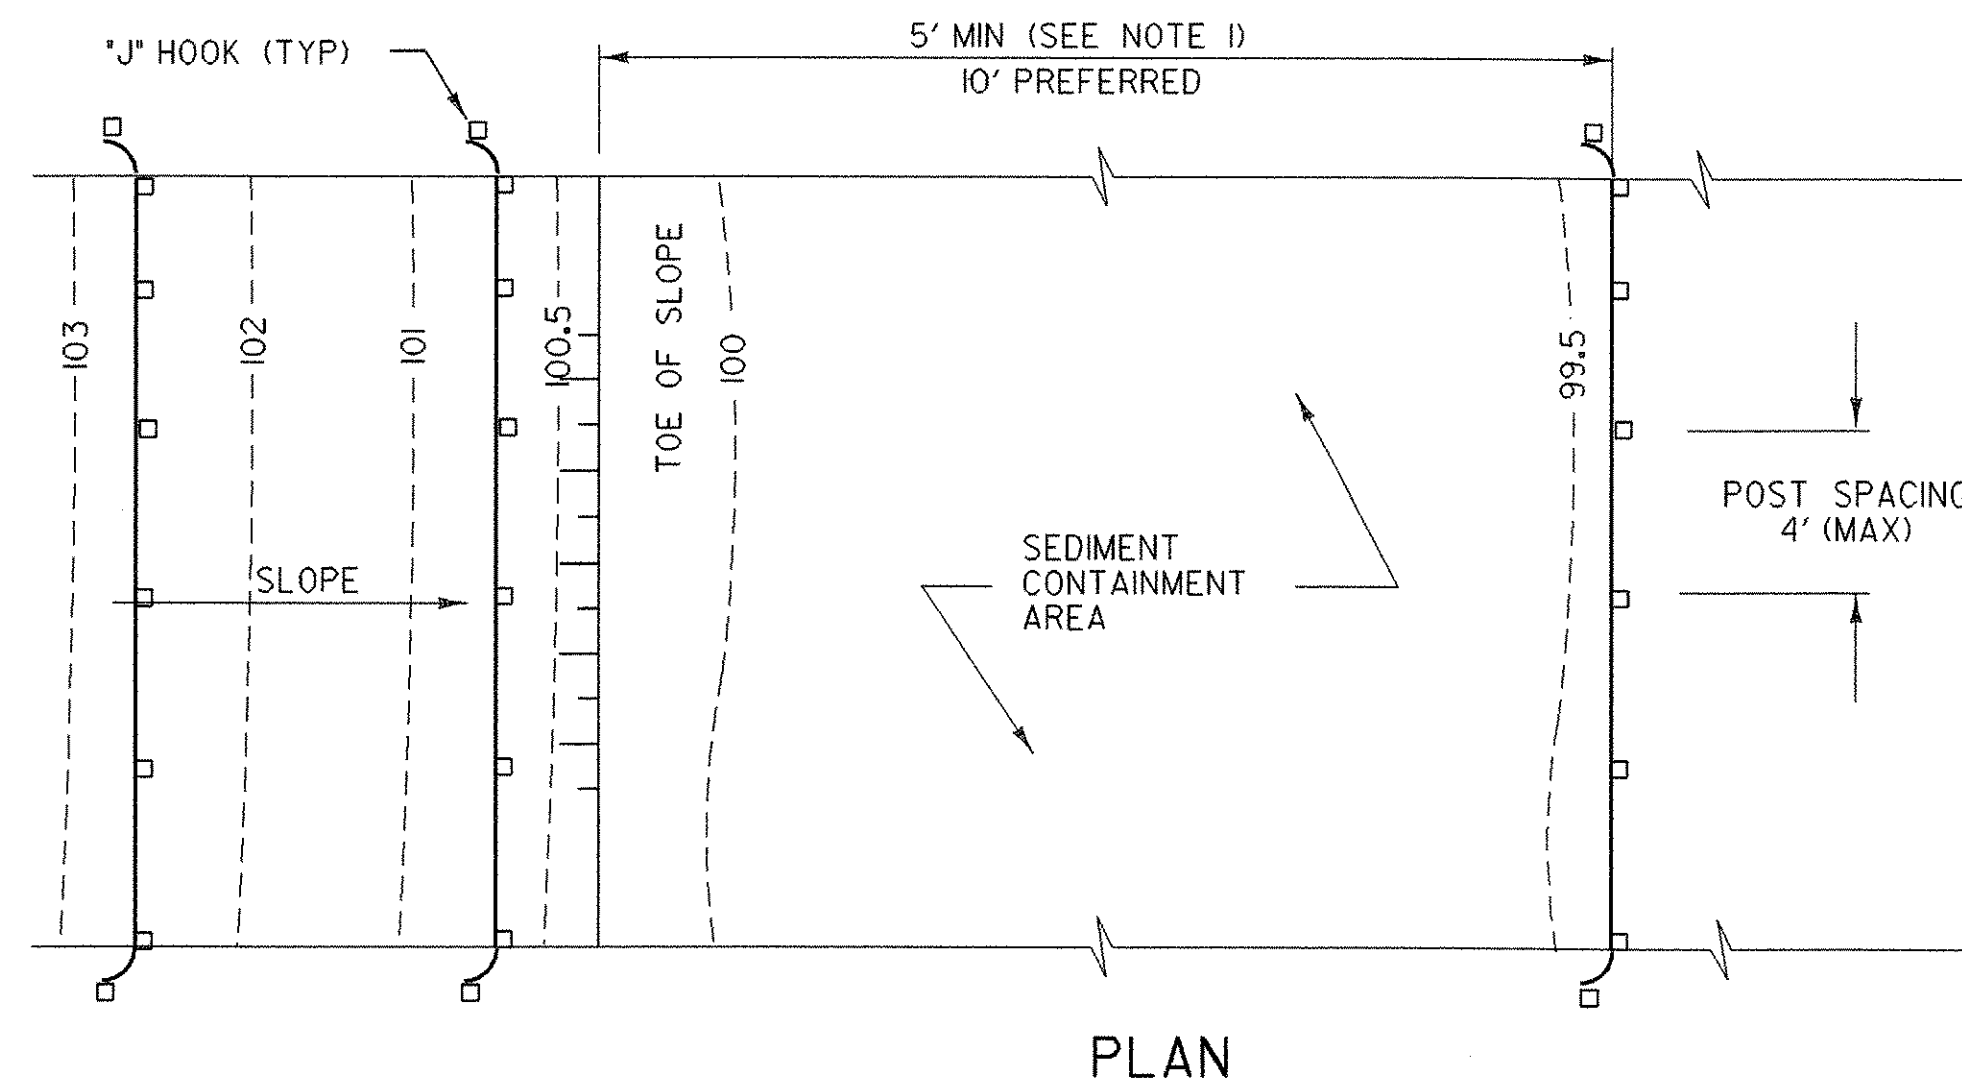 "J" HOOK (TYP)
5' MIN (SEE NOTE 1)
10' PREFERRED
103
102
101
100.5
TOE OF SLOPE
100
99.5
SLOPE
SEDIMENT
CONTAINMENT
AREA
POST SPACING
4' (MAX)
PLAN